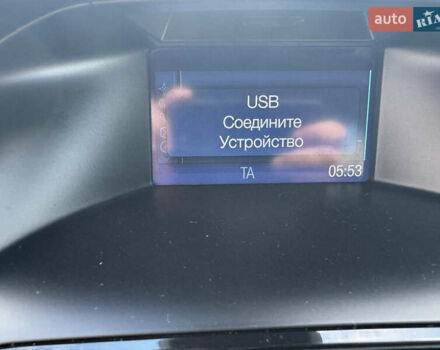 auto RIA
USB
Соедините
Устройство
TA 05:53